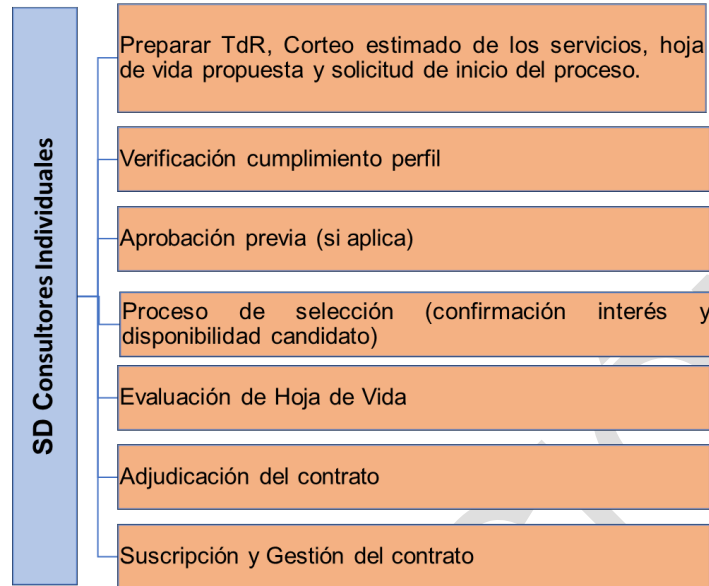 SD Consultores Individuales
Preparar TdR, Corteo estimado de los servicios, hoja
de vida propuesta y solicitud de inicio del proceso.
Verificación cumplimiento perfil
Aprobación previa (si aplica)
Proceso de selección (confirmación interés y
disponibilidad candidato)
Evaluación de Hoja de Vida
Adjudicación del contrato
Suscripción y Gestión del contrato